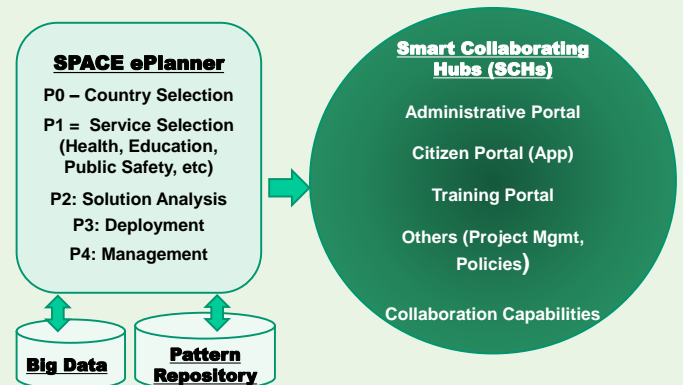 SPACE ePlanner
P0 – Country Selection
P1 = Service Selection
(Health, Education,
Public Safety, etc)
P2: Solution Analysis
P3: Deployment
P4: Management
Big Data
Pattern
Repository
Smart Collaborating
Hubs (SCHs)
Administrative Portal
Citizen Portal (App)
Training Portal
Others (Project Mgmt,
Policies)
Collaboration Capabilities